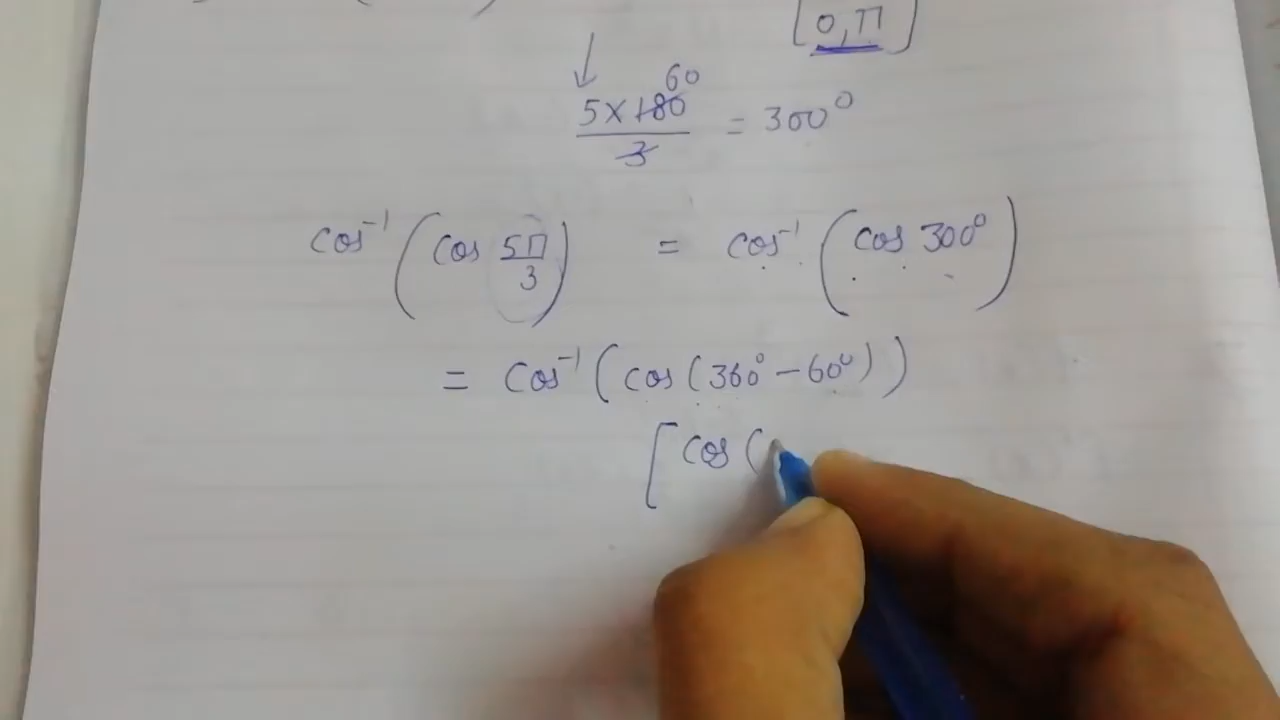 [0,π]
5×180/3 60 = 300°
cos⁻¹(cos 5π/3) = cos⁻¹(cos 300°)
= cos⁻¹(cos(360°-60°))
[cos(